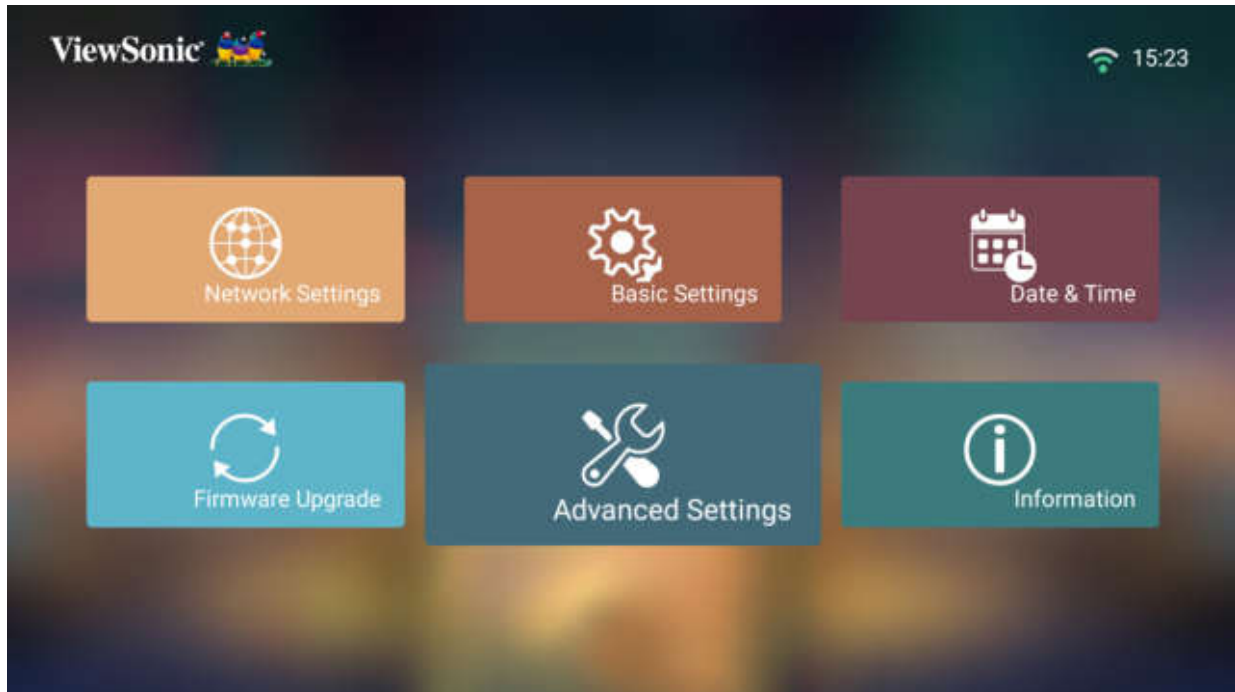 ViewSonic
15:23
Network Settings
Basic Settings
Date & Time
Firmware Upgrade
Advanced Settings
Information